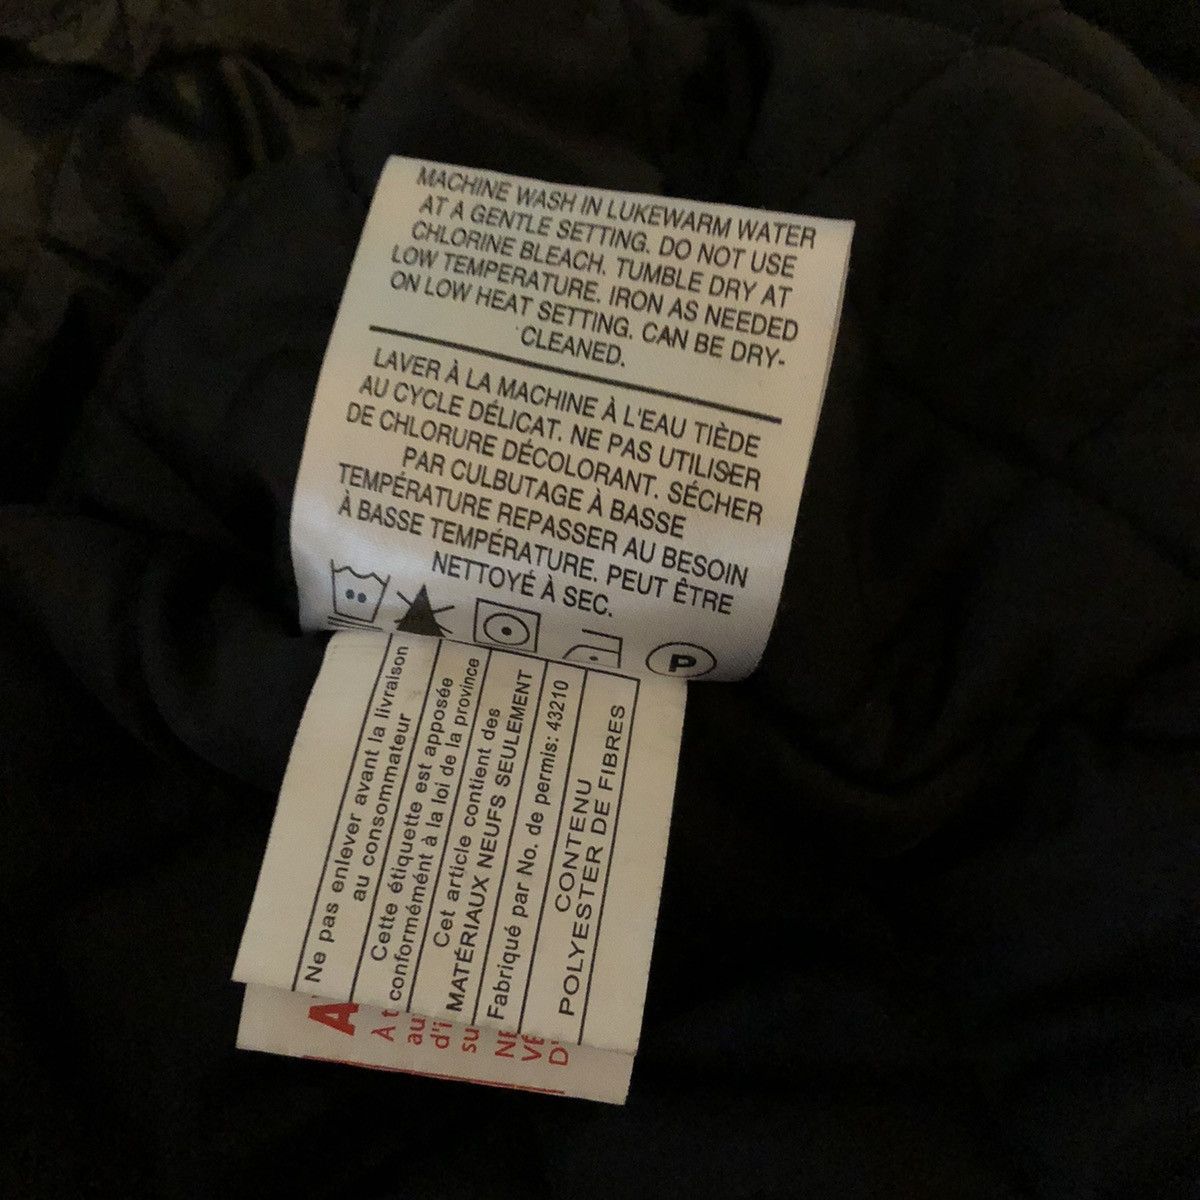 MACHINE WASH IN LUKEWARM WATER
AT A GENTLE SETTING. DO NOT USE
CHLORINE BLEACH. TUMBLE DRY AT
LOW TEMPERATURE. IRON AS NEEDED
ON LOW HEAT SETTING. CAN BE DRY-
CLEANED.
LAVER À LA MACHINE À L'EAU TIÈDE
AU CYCLE DÉLICAT. NE PAS UTILISER
DE CHLORURE DÉCOLORANT. SÉCHER
PAR CULBUTAGE À BASSE
TEMPÉRATURE REPASSER AU BESOIN
À BASSE TEMPÉRATURE. PEUT ÊTRE
NETTOYÉ À SEC.
P
Ne pas enlever avant la livraison
au consommateur
Cette étiquette est apposée
conformément à la loi de la province
Cet article contient des
MATÉRIAUX NEUFS SEULEMENT
Fabriqué par No. de permis: 43210
CONTENU
POLYESTER DE FIBRES
A
À t
au
d'i
su
NE
VE
D'